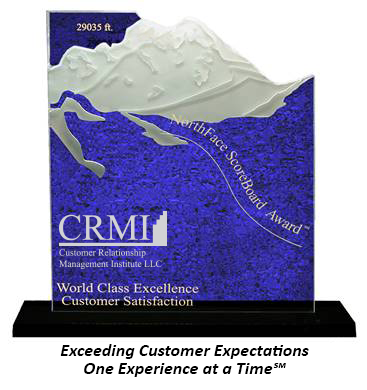 29035 ft.
NorthFace ScoreBoard Award™
CRMI
Customer Relationship
Management Institute LLC
World Class Excellence
Customer Satisfaction
Exceeding Customer Expectations
One Experience at a Time℠